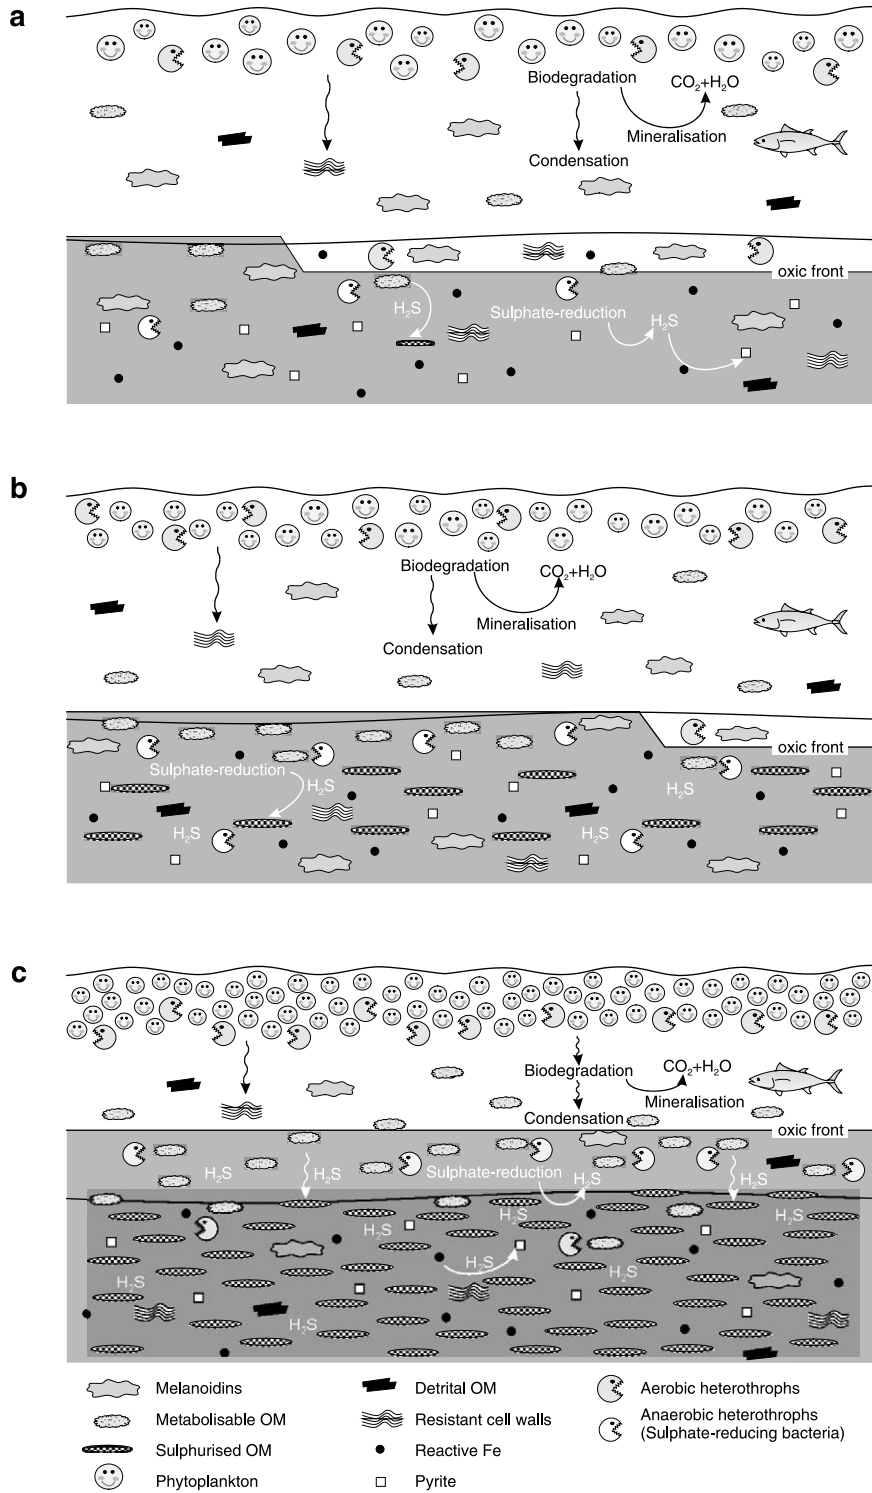 a
Biodegradation
CO2+H2O
Mineralisation
Condensation
oxic front
H2S
Sulphate-reduction
H2S
b
Biodegradation
CO2+H2O
Mineralisation
Condensation
oxic front
Sulphate-reduction
H2S
H2S
H2S
H2S
c
Biodegradation
CO2+H2O
Mineralisation
Condensation
oxic front
H2S
H2S
Sulphate-reduction
H2S
H2S
H2S
H2S
H2S
H2S
H2S
H2S
H2S
Melanoidins
Detrital OM
Aerobic heterothrophs
Metabolisable OM
Resistant cell walls
Anaerobic heterothrophs
(Sulphate-reducing bacteria)
Sulphurised OM
Reactive Fe
Phytoplankton
Pyrite